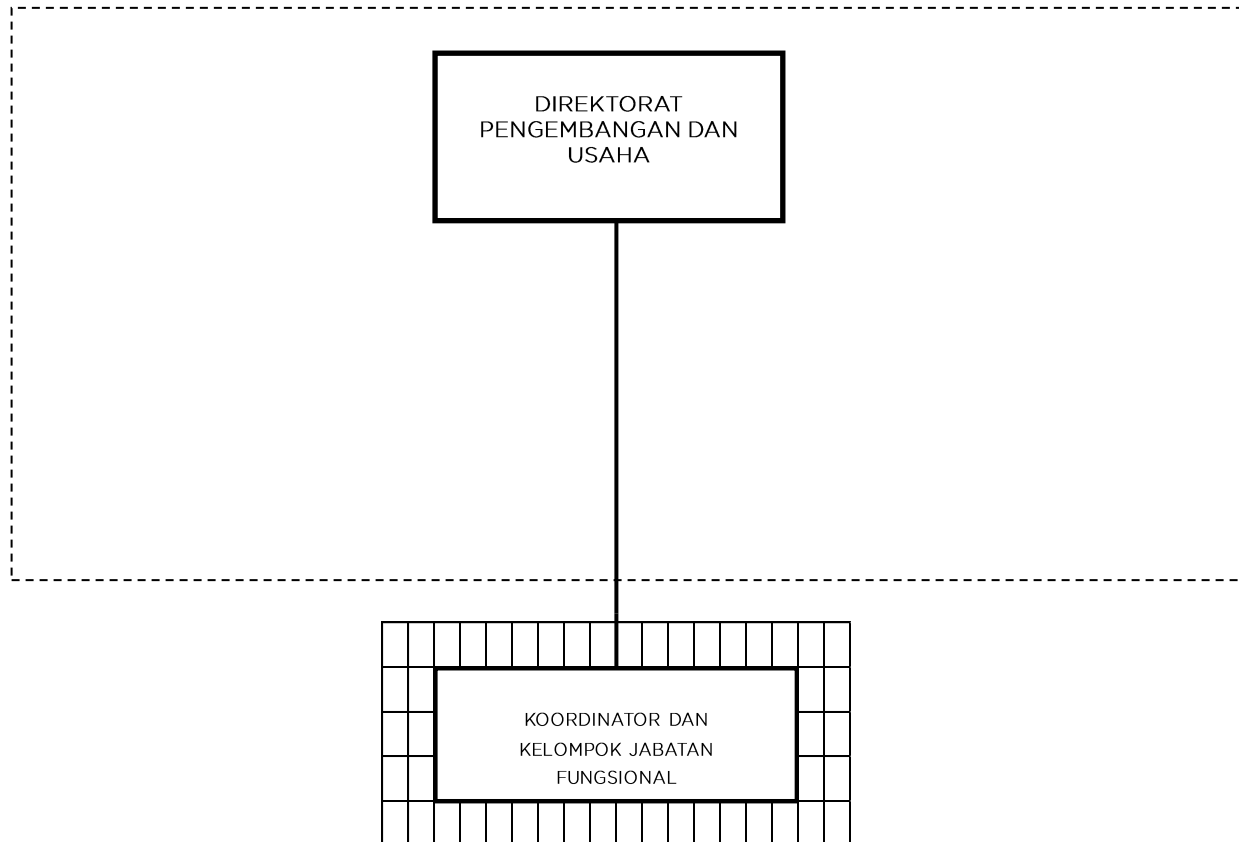 DIREKTORAT
PENGEMBANGAN DAN
USAHA
KOORDINATOR DAN
KELOMPOK JABATAN
FUNGSIONAL